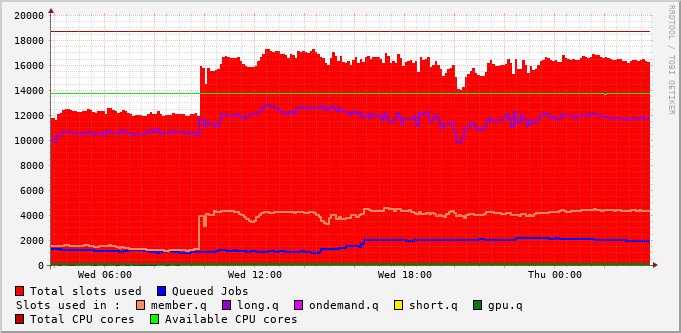 20000
18000
16000
14000
12000
10000
8000
6000
4000
2000
0
Wed 06:00 Wed 12:00 Wed 18:00 Thu 00:00
RRDTOOL / TOBI OETIKER
Total slots used Queued Jobs
Slots used in : member.q long.q ondemand.q short.q gpu.q
Total CPU cores Available CPU cores